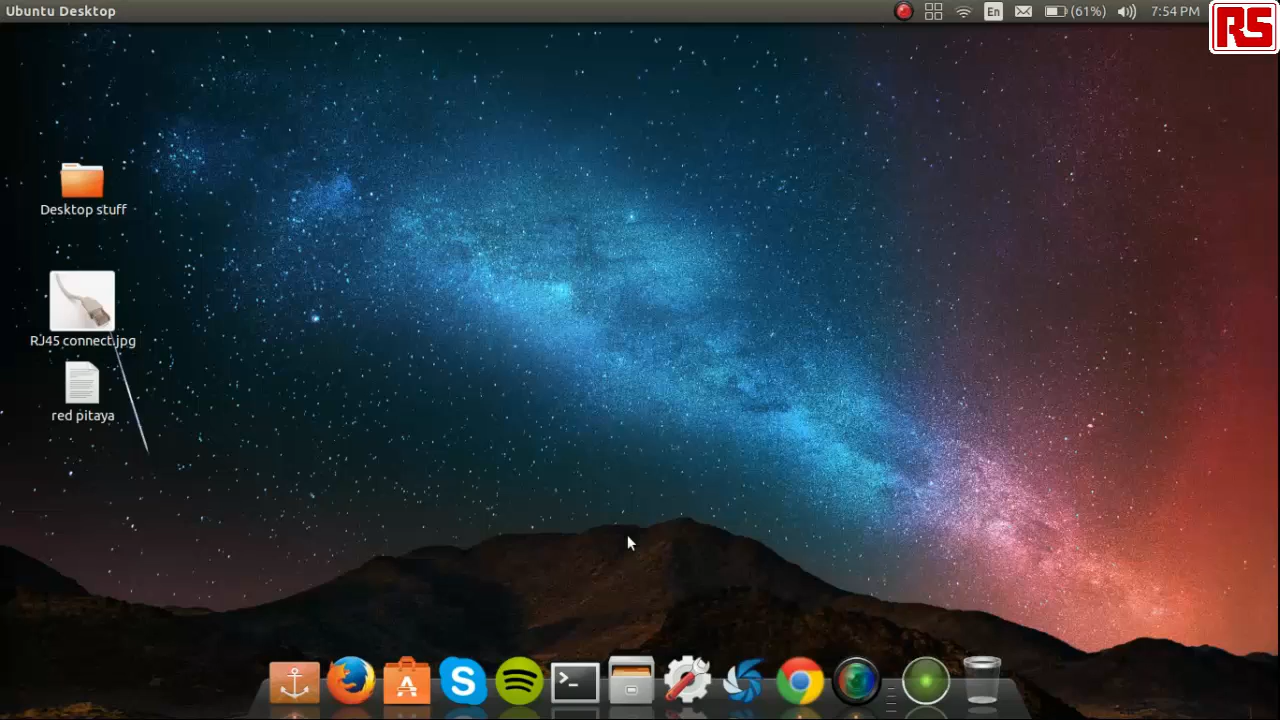 Ubuntu Desktop
En
(61%)
7:54 PM
RS
Desktop stuff
RJ45 connect.jpg
red pitaya